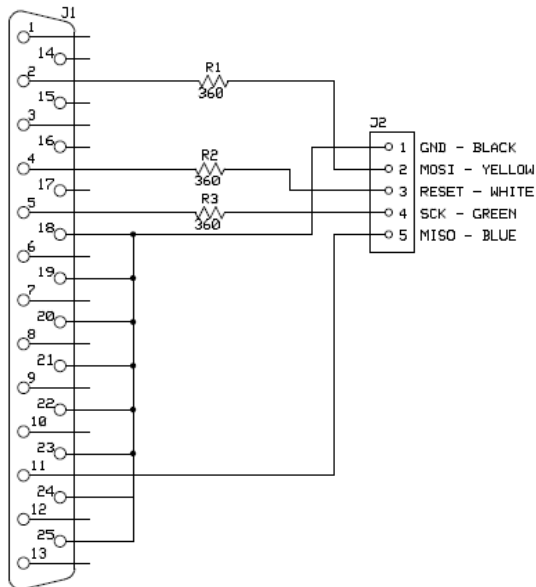 J1
1
14
2
R1
360
15
3
J2
16
1 GND - BLACK
R2
4
360
2 MOSI - YELLOW
17
3 RESET - WHITE
R3
5
360
4 SCK - GREEN
18
5 MISO - BLUE
6
19
7
20
8
21
9
22
10
23
11
24
12
25
13